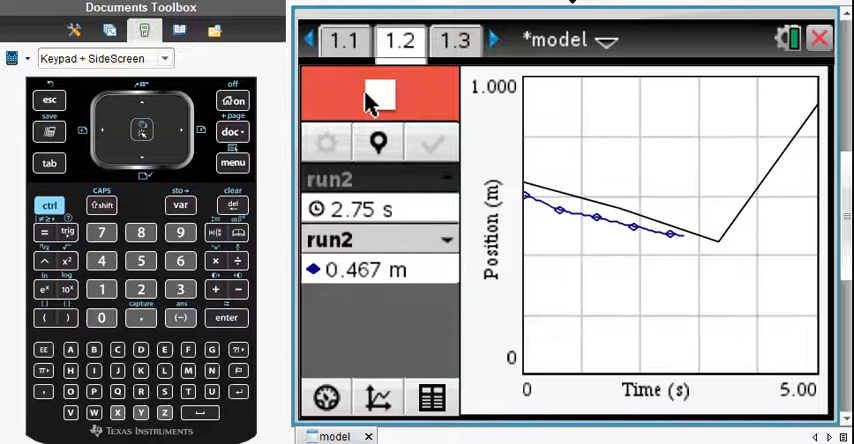 Documents Toolbox
Keypad + SideScreen
esc
save
tab
off
on
+ page
doc
menu
ctrl
CAPS
shift
sto→
var
clear
del
trig
7
8
9
4
5
6
e^x
10^x
1
2
3
capture
ans
0
(−)
enter
EE
A
B
C
D
E
F
G
?!
π
H
I
J
K
L
M
N
,
O
P
Q
R
S
T
U
V
W
X
Y
Z
TEXAS INSTRUMENTS
1.1
1.2
1.3
*model
run2
2.75 s
run2
0.467 m
1.000
Position (m)
0
0
Time (s)
5.00
model